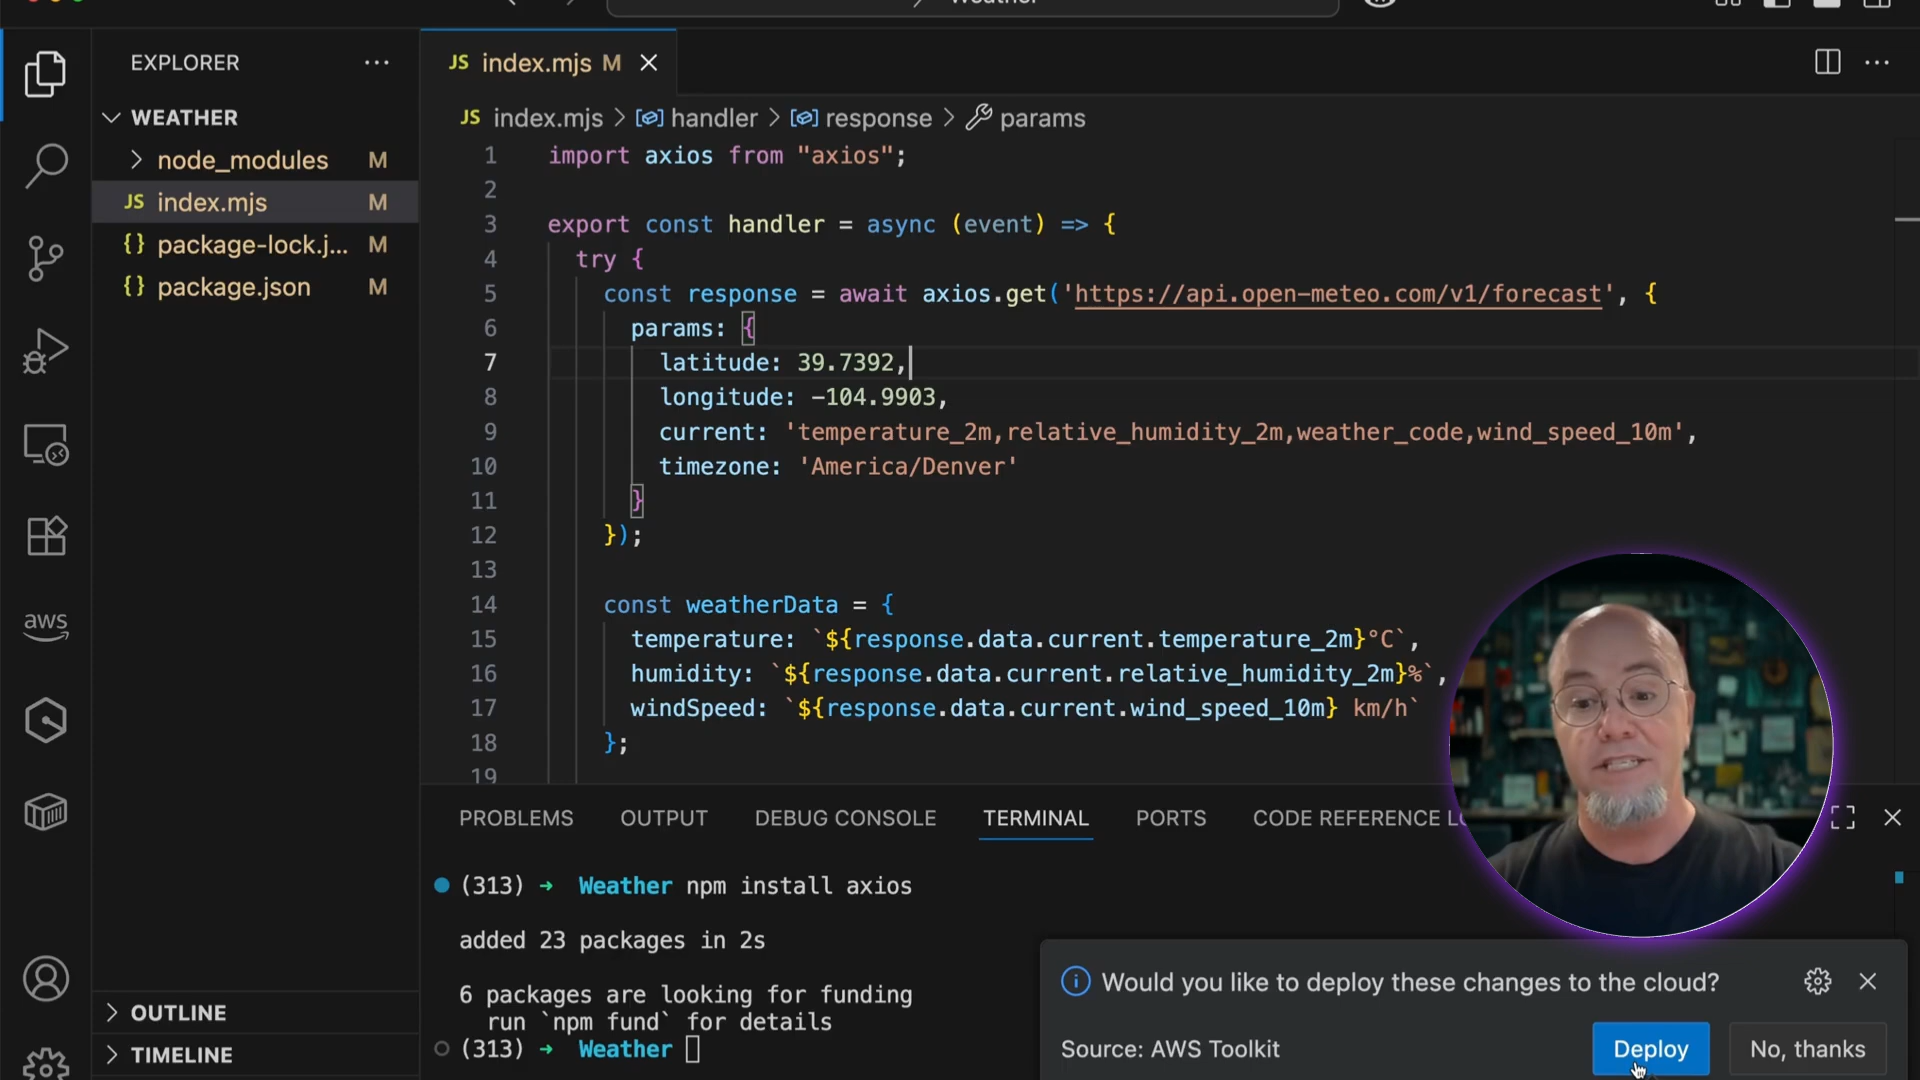 EXPLORER
WEATHER
node_modules M
JS index.mjs M
{} package-lock.j... M
{} package.json M
OUTLINE
TIMELINE
aws
JS index.mjs M
JS index.mjs > handler > response > params
1 import axios from "axios";
2
3 export const handler = async (event) => {
4 try {
5 const response = await axios.get('https://api.open-meteo.com/v1/forecast', {
6 params: {
7 latitude: 39.7392,
8 longitude: -104.9903,
9 current: 'temperature_2m,relative_humidity_2m,weather_code,wind_speed_10m',
10 timezone: 'America/Denver'
11 }
12 });
13
14 const weatherData = {
15 temperature: `${response.data.current.temperature_2m}°C`,
16 humidity: `${response.data.current.relative_humidity_2m}%`,
17 windSpeed: `${response.data.current.wind_speed_10m} km/h`
18 };
19
PROBLEMS OUTPUT DEBUG CONSOLE TERMINAL PORTS CODE REFERENCE
(313) → Weather npm install axios
added 23 packages in 2s
6 packages are looking for funding
run `npm fund` for details
(313) → Weather
Would you like to deploy these changes to the cloud?
Source: AWS Toolkit
Deploy
No, thanks